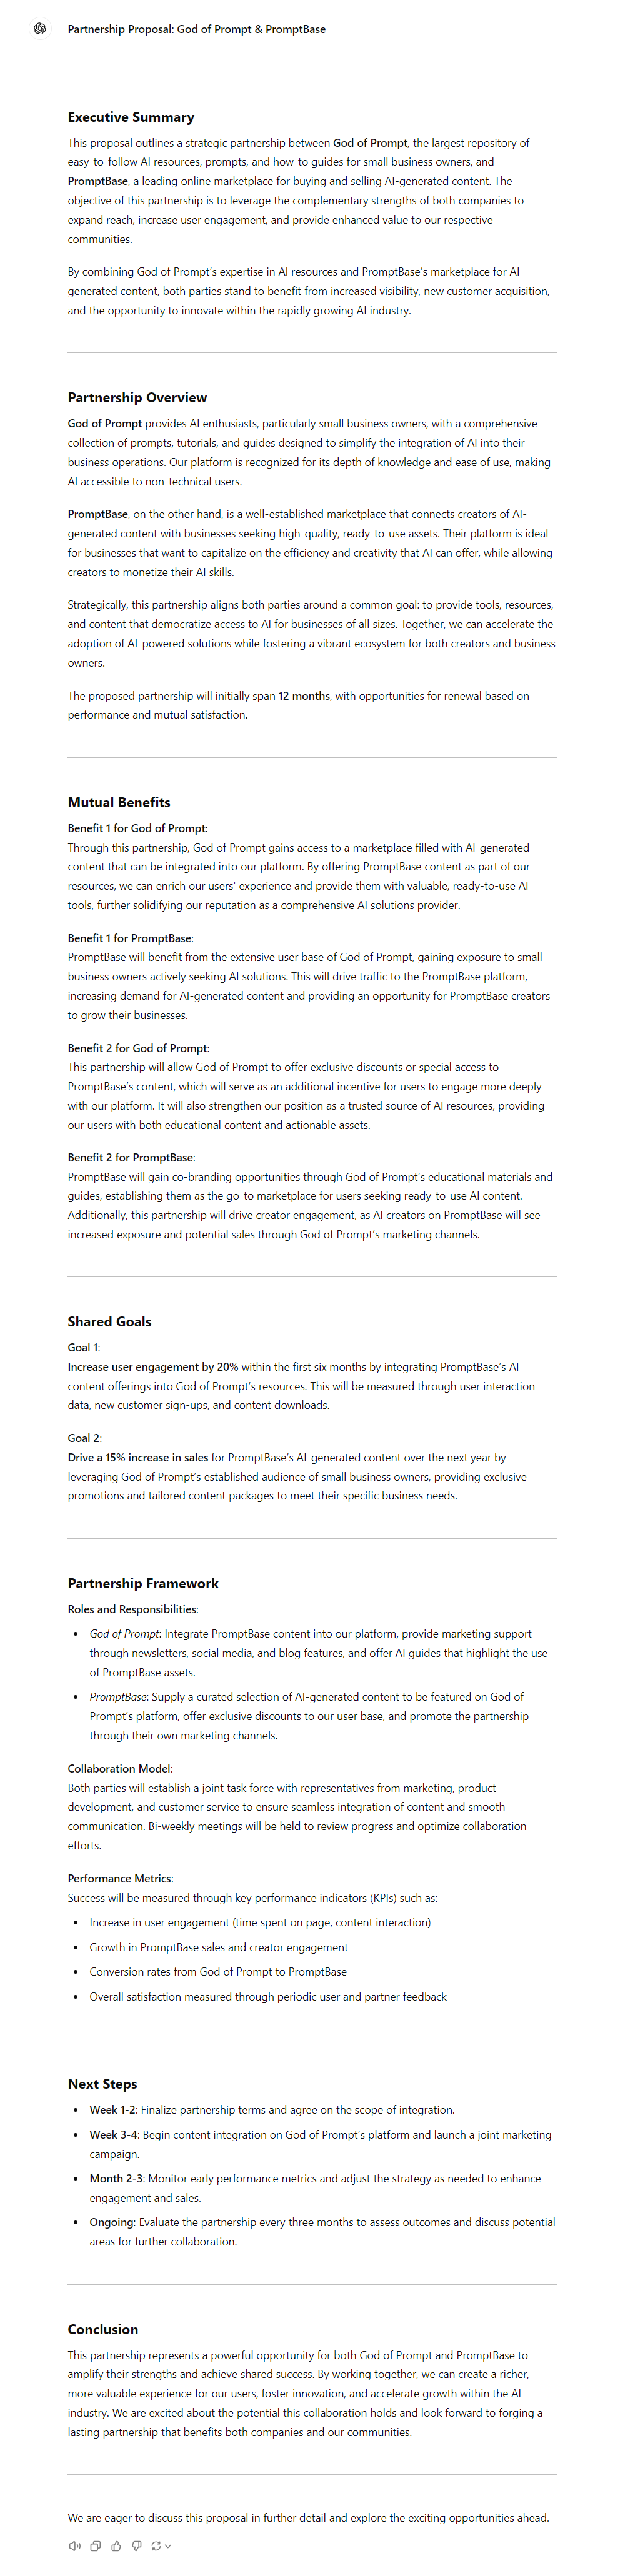 Partnership Proposal: God of Prompt & PromptBase
Executive Summary
This proposal outlines a strategic partnership between God of Prompt, the largest repository of
easy-to-follow AI resources, prompts, and how-to guides for small business owners, and
PromptBase, a leading online marketplace for buying and selling AI-generated content. The
objective of this partnership is to leverage the complementary strengths of both companies to
expand reach, increase user engagement, and provide enhanced value to our respective
communities.
By combining God of Prompt's expertise in AI resources and PromptBase's marketplace for AI-
generated content, both parties stand to benefit from increased visibility, new customer acquisition,
and the opportunity to innovate within the rapidly growing AI industry.
Partnership Overview
God of Prompt provides AI enthusiasts, particularly small business owners, with a comprehensive
collection of prompts, tutorials, and guides designed to simplify the integration of AI into their
business operations. Our platform is recognized for its depth of knowledge and ease of use, making
AI accessible to non-technical users.
PromptBase, on the other hand, is a well-established marketplace that connects creators of AI-
generated content with businesses seeking high-quality, ready-to-use assets. Their platform is ideal
for businesses that want to capitalize on the efficiency and creativity that AI can offer, while allowing
creators to monetize their AI skills.
Strategically, this partnership aligns both parties around a common goal: to provide tools, resources,
and content that democratize access to AI for businesses of all sizes. Together, we can accelerate the
adoption of AI-powered solutions while fostering a vibrant ecosystem for both creators and business
owners.
The proposed partnership will initially span 12 months, with opportunities for renewal based on
performance and mutual satisfaction.
Mutual Benefits
Benefit 1 for God of Prompt:
Through this partnership, God of Prompt gains access to a marketplace filled with AI-generated
content that can be integrated into our platform. By offering PromptBase content as part of our
resources, we can enrich our users' experience and provide them with valuable, ready-to-use AI
tools, further solidifying our reputation as a comprehensive AI solutions provider.
Benefit 1 for PromptBase:
PromptBase will benefit from the extensive user base of God of Prompt, gaining exposure to small
business owners actively seeking AI solutions. This will drive traffic to the PromptBase platform,
increasing demand for AI-generated content and providing an opportunity for PromptBase creators
to grow their businesses.
Benefit 2 for God of Prompt:
This partnership will allow God of Prompt to offer exclusive discounts or special access to
PromptBase's content, which will serve as an additional incentive for users to engage more deeply
with our platform. It will also strengthen our position as a trusted source of AI resources, providing
our users with both educational content and actionable assets.
Benefit 2 for PromptBase:
PromptBase will gain co-branding opportunities through God of Prompt's educational materials and
guides, establishing them as the go-to marketplace for users seeking ready-to-use AI content.
Additionally, this partnership will drive creator engagement, as AI creators on PromptBase will see
increased exposure and potential sales through God of Prompt's marketing channels.
Shared Goals
Goal 1:
Increase user engagement by 20% within the first six months by integrating PromptBase's AI
content offerings into God of Prompt's resources. This will be measured through user interaction
data, new customer sign-ups, and content downloads.
Goal 2:
Drive a 15% increase in sales for PromptBase's AI-generated content over the next year by
leveraging God of Prompt's established audience of small business owners, providing exclusive
promotions and tailored content packages to meet their specific business needs.
Partnership Framework
Roles and Responsibilities:
• God of Prompt: Integrate PromptBase content into our platform, provide marketing support
through newsletters, social media, and blog features, and offer AI guides that highlight the use
of PromptBase assets.
• PromptBase: Supply a curated selection of AI-generated content to be featured on God of
Prompt's platform, offer exclusive discounts to our user base, and promote the partnership
through their own marketing channels.
Collaboration Model:
Both parties will establish a joint task force with representatives from marketing, product
development, and customer service to ensure seamless integration of content and smooth
communication. Bi-weekly meetings will be held to review progress and optimize collaboration
efforts.
Performance Metrics:
Success will be measured through key performance indicators (KPIs) such as:
• Increase in user engagement (time spent on page, content interaction)
• Growth in PromptBase sales and creator engagement
• Conversion rates from God of Prompt to PromptBase
• Overall satisfaction measured through periodic user and partner feedback
Next Steps
• Week 1-2: Finalize partnership terms and agree on the scope of integration.
• Week 3-4: Begin content integration on God of Prompt's platform and launch a joint marketing
campaign.
• Month 2-3: Monitor early performance metrics and adjust the strategy as needed to enhance
engagement and sales.
• Ongoing: Evaluate the partnership every three months to assess outcomes and discuss potential
areas for further collaboration.
Conclusion
This partnership represents a powerful opportunity for both God of Prompt and PromptBase to
amplify their strengths and achieve shared success. By working together, we can create a richer,
more valuable experience for our users, foster innovation, and accelerate growth within the AI
industry. We are excited about the potential this collaboration holds and look forward to forging a
lasting partnership that benefits both companies and our communities.
We are eager to discuss this proposal in further detail and explore the exciting opportunities ahead.